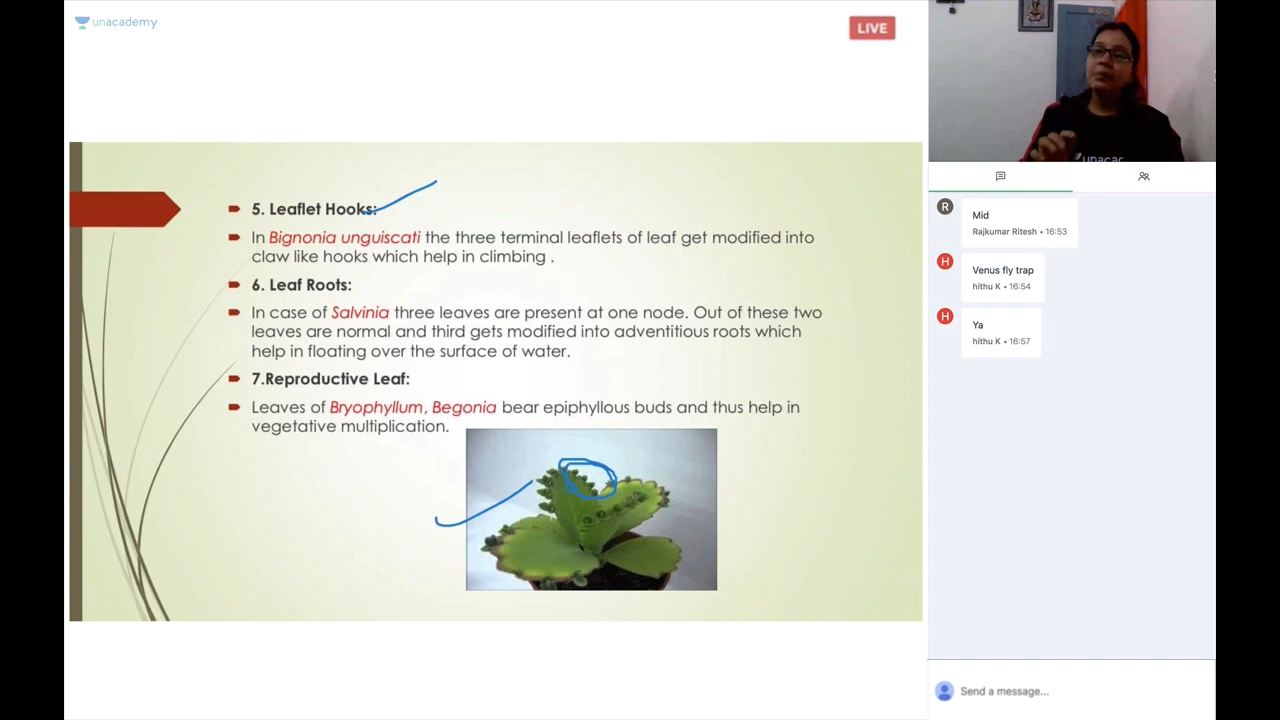 unacademy
LIVE
5. Leaflet Hooks:
In Bignonia unguiscati the three terminal leaflets of leaf get modified into
claw like hooks which help in climbing .
6. Leaf Roots:
In case of Salvinia three leaves are present at one node. Out of these two
leaves are normal and third gets modified into adventitious roots which
help in floating over the surface of water.
7.Reproductive Leaf:
Leaves of Bryophyllum, Begonia bear epiphyllous buds and thus help in
vegetative multiplication.
unacac
R
Mid
Rajkumar Ritesh • 16:53
H
Venus fly trap
hithu K • 16:54
H
Ya
hithu K • 16:57
Send a message...